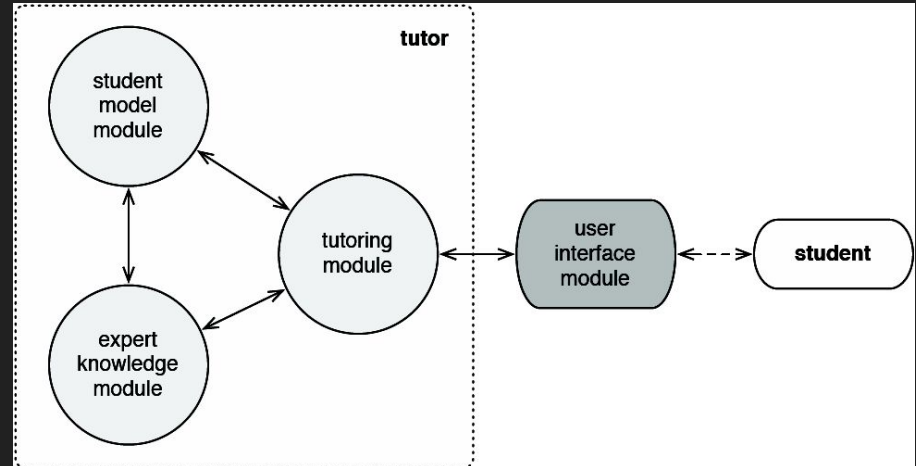 tutor
student
model
module
tutoring
module
expert
knowledge
module
user
interface
module
student